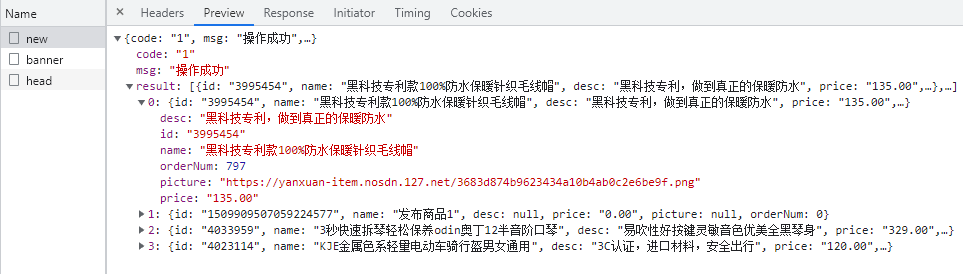 Name
× Headers Preview Response Initiator Timing Cookies
new
banner
head
▼{code: "1", msg: "操作成功",…}
code: "1"
msg: "操作成功"
▼result: [{id: "3995454", name: "黑科技专利款100%防水保暖针织毛线帽", desc: "黑科技专利，做到真正的保暖防水", price: "135.00",…},…]
▼0: {id: "3995454", name: "黑科技专利款100%防水保暖针织毛线帽", desc: "黑科技专利，做到真正的保暖防水", price: "135.00",…}
desc: "黑科技专利，做到真正的保暖防水"
id: "3995454"
name: "黑科技专利款100%防水保暖针织毛线帽"
orderNum: 797
picture: "https://yanxuan-item.nosdn.127.net/3683d874b9623434a10b4ab0c2e6be9f.png"
price: "135.00"
▶1: {id: "1509909507059224577", name: "发布商品1", desc: null, price: "0.00", picture: null, orderNum: 0}
▶2: {id: "4033959", name: "3秒快速拆琴轻松保养odin奥丁12半音阶口琴", desc: "易吹性好按键灵敏音色优美全黑琴身", price: "329.00",…}
▶3: {id: "4023114", name: "KJE金属色系轻量电动车骑行盔男女通用", desc: "3C认证，进口材料，安全出行", price: "120.00",…}